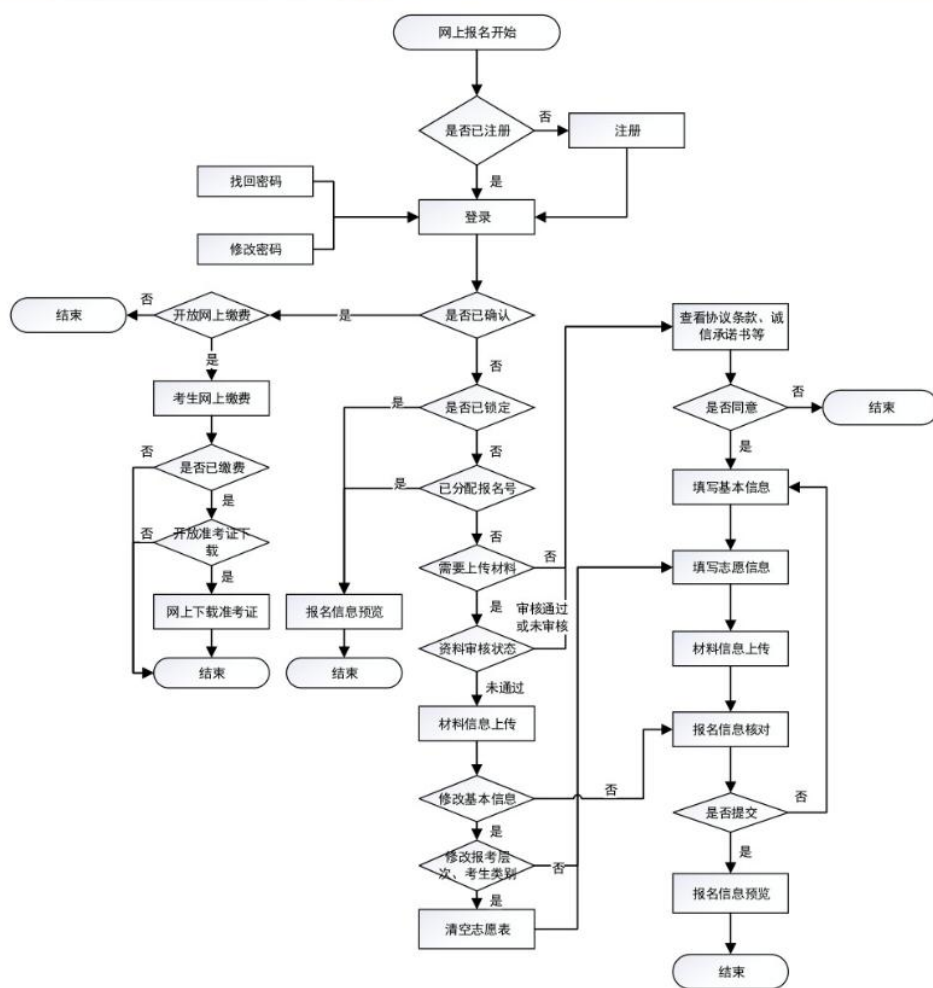 网上报名开始
是否已注册
否
注册
是
找回密码
登录
修改密码
结束
否
开放网上缴费
是
是否已确认
查看协议条款、诚
信承诺书等
是
否
考生网上缴费
是
是否已锁定
是否同意
否
结束
否
是否已缴费
否
是
是
已分配报名号
填写基本信息
是
否
开放准考证下
载
否
需要上传材料
否
填写志愿信息
是
网上下载准考证
报名信息预览
是
审核通过
或未审核
结束
结束
资料审核状态
材料信息上传
未通过
材料信息上传
报名信息核对
修改基本信息
否
是否提交
否
是
修改报考层
次、考生类别
否
是
是
报名信息预览
清空志愿表
结束